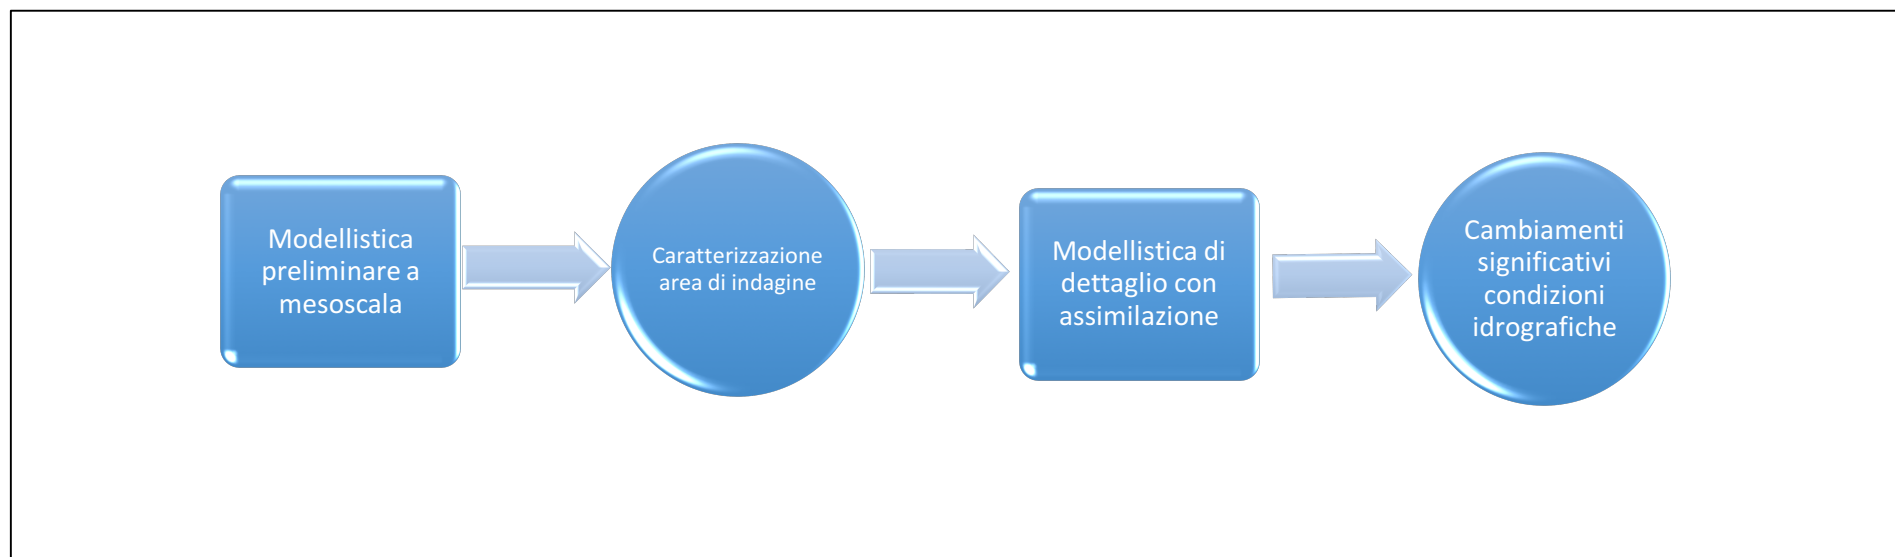 Modellistica
preliminare a
mesoscala
Caratterizzazione
area di indagine
Modellistica di
dettaglio con
assimilazione
Cambiamenti
significativi
condizioni
idrografiche